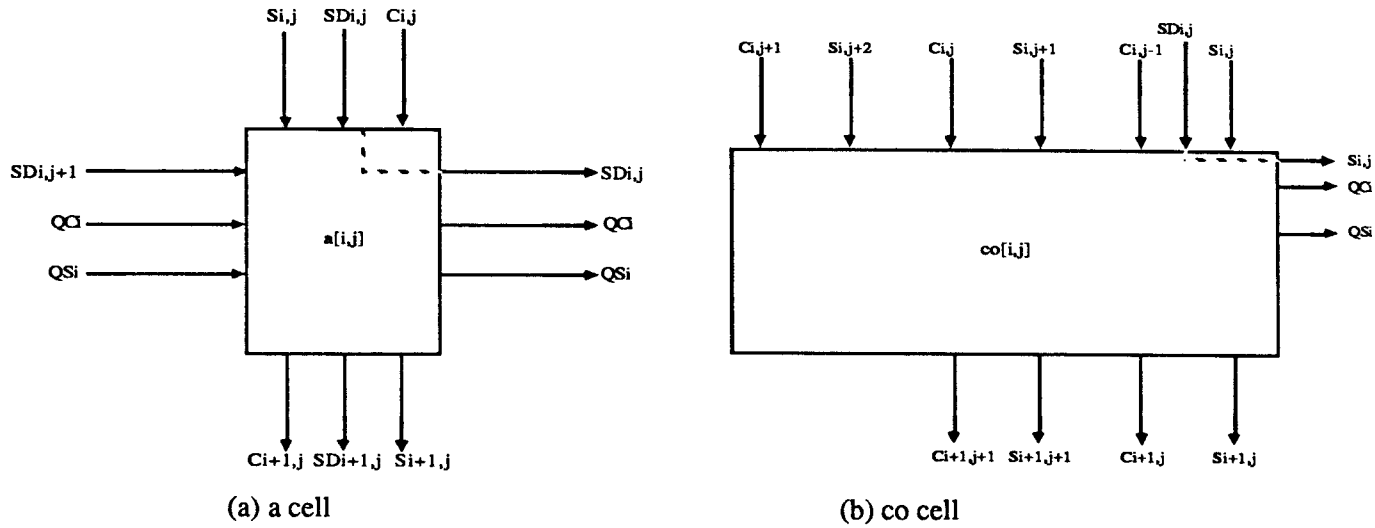 Si,j SDi,j Ci,j
SDi,j+1 SDi,j
QCi QCi
a[i,j]
QSi QSi
Ci+1,j SDi+1,j Si+1,j
(a) a cell
SDi,j
Ci,j+1 Si,j+2 Ci,j Si,j+1 Ci,j-1 Si,j
Si,j
QCi
QSi
co[i,j]
Ci+1,j+1 Si+1,j+1 Ci+1,j Si+1,j
(b) co cell